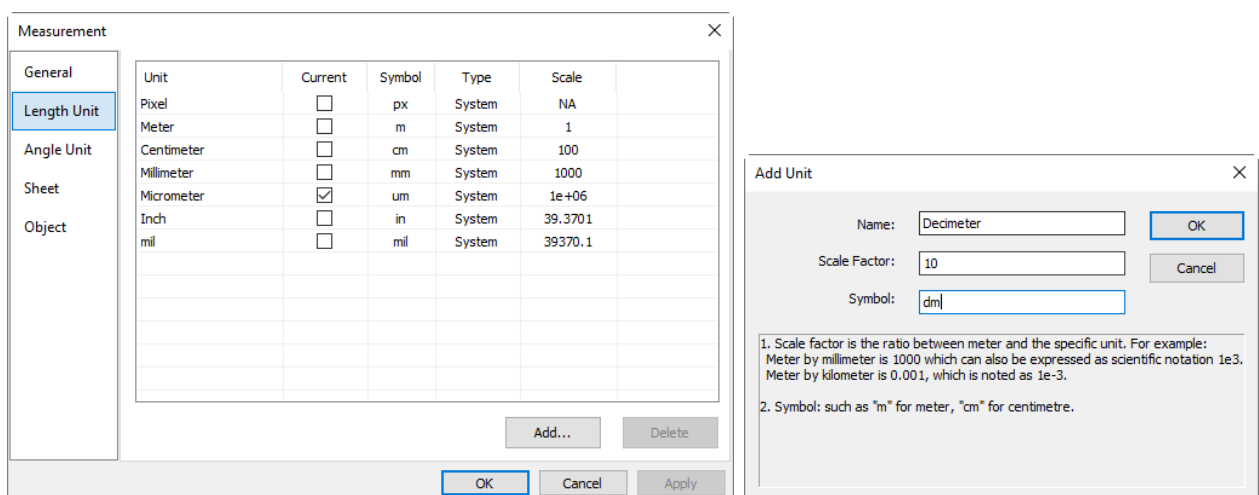 Measurement
General
Length Unit
Angle Unit
Sheet
Object
Unit Current Symbol Type Scale
Pixel px System NA
Meter m System 1
Centimeter cm System 100
Millimeter mm System 1000
Micrometer um System 1e+06
Inch in System 39.3701
mil mil System 39370.1
Add... Delete
OK Cancel Apply
Add Unit
Name: Decimeter OK
Scale Factor: 10 Cancel
Symbol: dm
1. Scale factor is the ratio between meter and the specific unit. For example:
Meter by millimeter is 1000 which can also be expressed as scientific notation 1e3.
Meter by kilometer is 0.001, which is noted as 1e-3.
2. Symbol: such as "m" for meter, "cm" for centimetre.